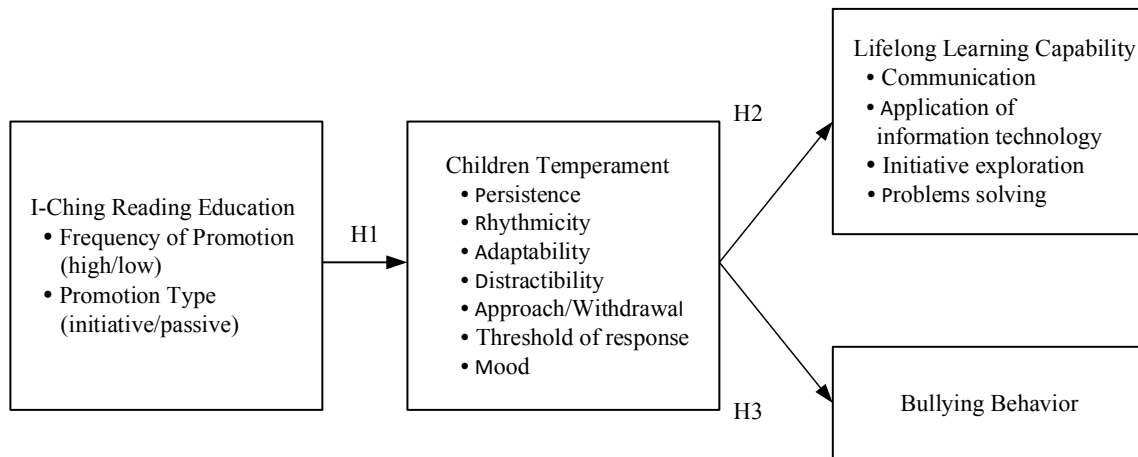 I-Ching Reading Education
• Frequency of Promotion
(high/low)
• Promotion Type
(initiative/passive)
H1
Children Temperament
• Persistence
• Rhythmicity
• Adaptability
• Distractibility
• Approach/Withdrawal
• Threshold of response
• Mood
H2
Lifelong Learning Capability
• Communication
• Application of
information technology
• Initiative exploration
• Problems solving
H3
Bullying Behavior